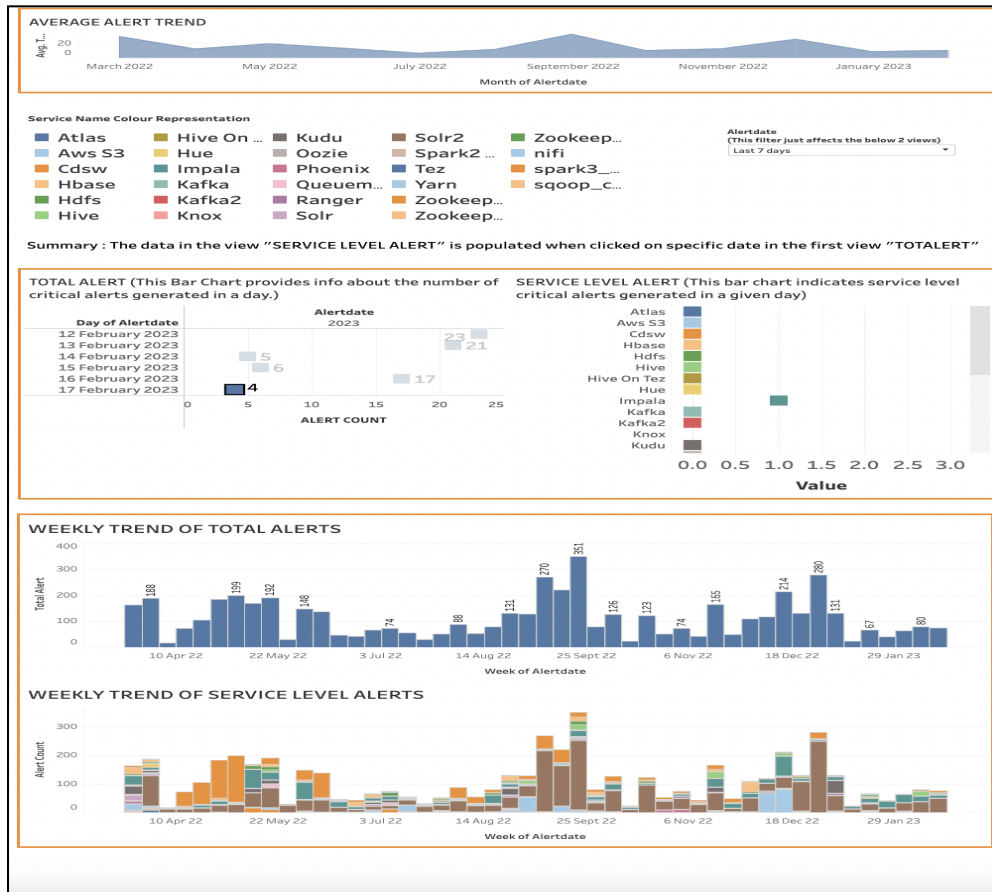 AVERAGE ALERT TREND
Avg. T...
20
0
March 2022 May 2022 July 2022 September 2022 November 2022 January 2023
Month of Alertdate
Service Name Colour Representation
Atlas Hive On ... Kudu Solr2 Zookeep...
Aws S3 Hue Oozie Spark2 ... nifi
Cdsw Impala Phoenix Tez spark3_...
Hbase Kafka Queuem... Yarn sqoop_c...
Hdfs Kafka2 Ranger Zookeep...
Hive Knox Solr Zookeep...
Alertdate
(This filter just affects the below 2 views)
Last 7 days
Summary : The data in the view "SERVICE LEVEL ALERT" is populated when clicked on specific date in the first view "TOTALERT"
TOTAL ALERT (This Bar Chart provides info about the number of
critical alerts generated in a day.)
Alertdate
Day of Alertdate 2023
12 February 2023 23
13 February 2023 21
14 February 2023 5
15 February 2023 6
16 February 2023 17
17 February 2023 4
0 5 10 15 20 25
ALERT COUNT
SERVICE LEVEL ALERT (This bar chart indicates service level
critical alerts generated in a given day)
Atlas
Aws S3
Cdsw
Hbase
Hdfs
Hive
Hive On Tez
Hue
Impala
Kafka
Kafka2
Knox
Kudu
0.0 0.5 1.0 1.5 2.0 2.5 3.0
Value
WEEKLY TREND OF TOTAL ALERTS
Total Alert
400
300
200
100
0
188 199 192 148 74 88 131 270 351 126 123 74 165 214 280 131 67 80
10 Apr 22 22 May 22 3 Jul 22 14 Aug 22 25 Sept 22 6 Nov 22 18 Dec 22 29 Jan 23
Week of Alertdate
WEEKLY TREND OF SERVICE LEVEL ALERTS
Alert Count
300
200
100
0
10 Apr 22 22 May 22 3 Jul 22 14 Aug 22 25 Sept 22 6 Nov 22 18 Dec 22 29 Jan 23
Week of Alertdate